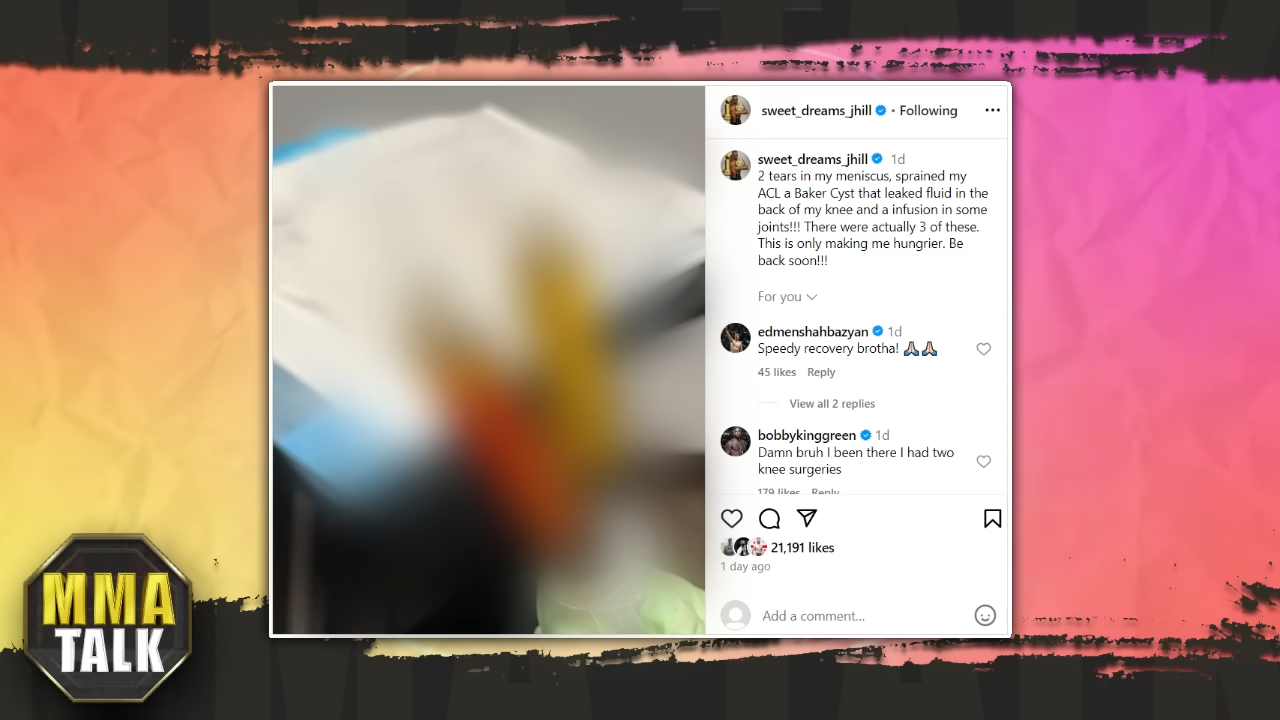 sweet_dreams_jhill • Following
sweet_dreams_jhill 1d
2 tears in my meniscus, sprained my
ACL a Baker Cyst that leaked fluid in the
back of my knee and a infusion in some
joints!!! There were actually 3 of these.
This is only making me hungrier. Be
back soon!!!
For you
edmenshahbazyan 1d
Speedy recovery brotha! 🙏🏼🙏🏼
45 likes Reply
View all 2 replies
bobbykinggreen 1d
Damn bruh I been there I had two
knee surgeries
179 likes Reply
21,191 likes
1 day ago
Add a comment...
MMA
TALK